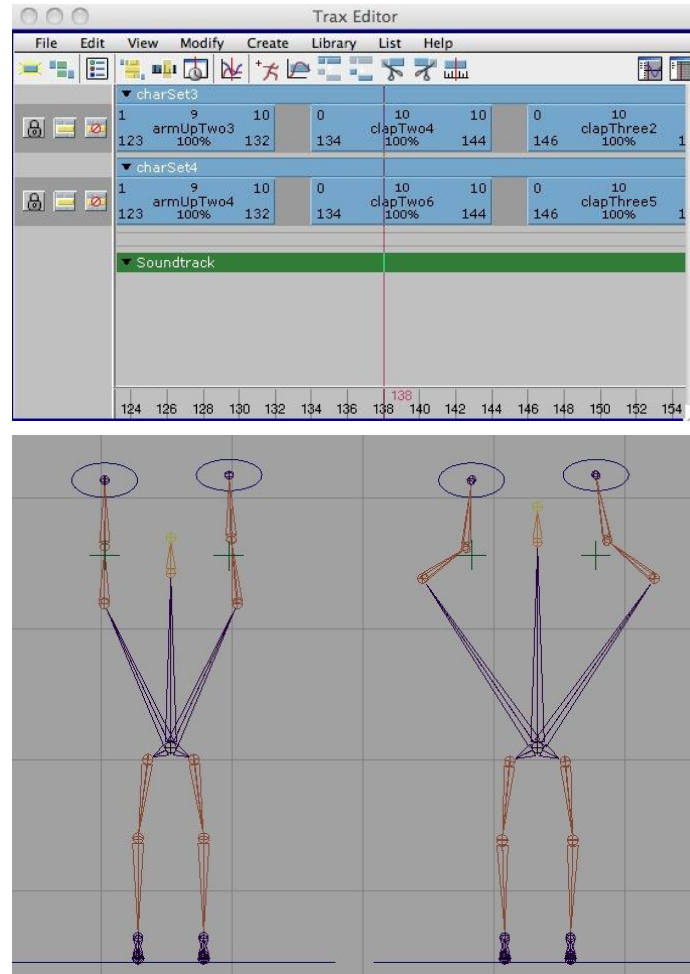 Trax Editor
File Edit View Modify Create Library List Help
▼ charSet3
1 9 10 0 10 10 0 10
armUpTwo3 clapTwo4 clapThree2
123 100% 132 134 100% 144 146 100% 1
▼ charSet4
1 9 10 0 10 10 0 10
armUpTwo4 clapTwo6 clapThree5
123 100% 132 134 100% 144 146 100% 1
▼ Soundtrack
138
124 126 128 130 132 134 136 138 140 142 144 146 148 150 152 154